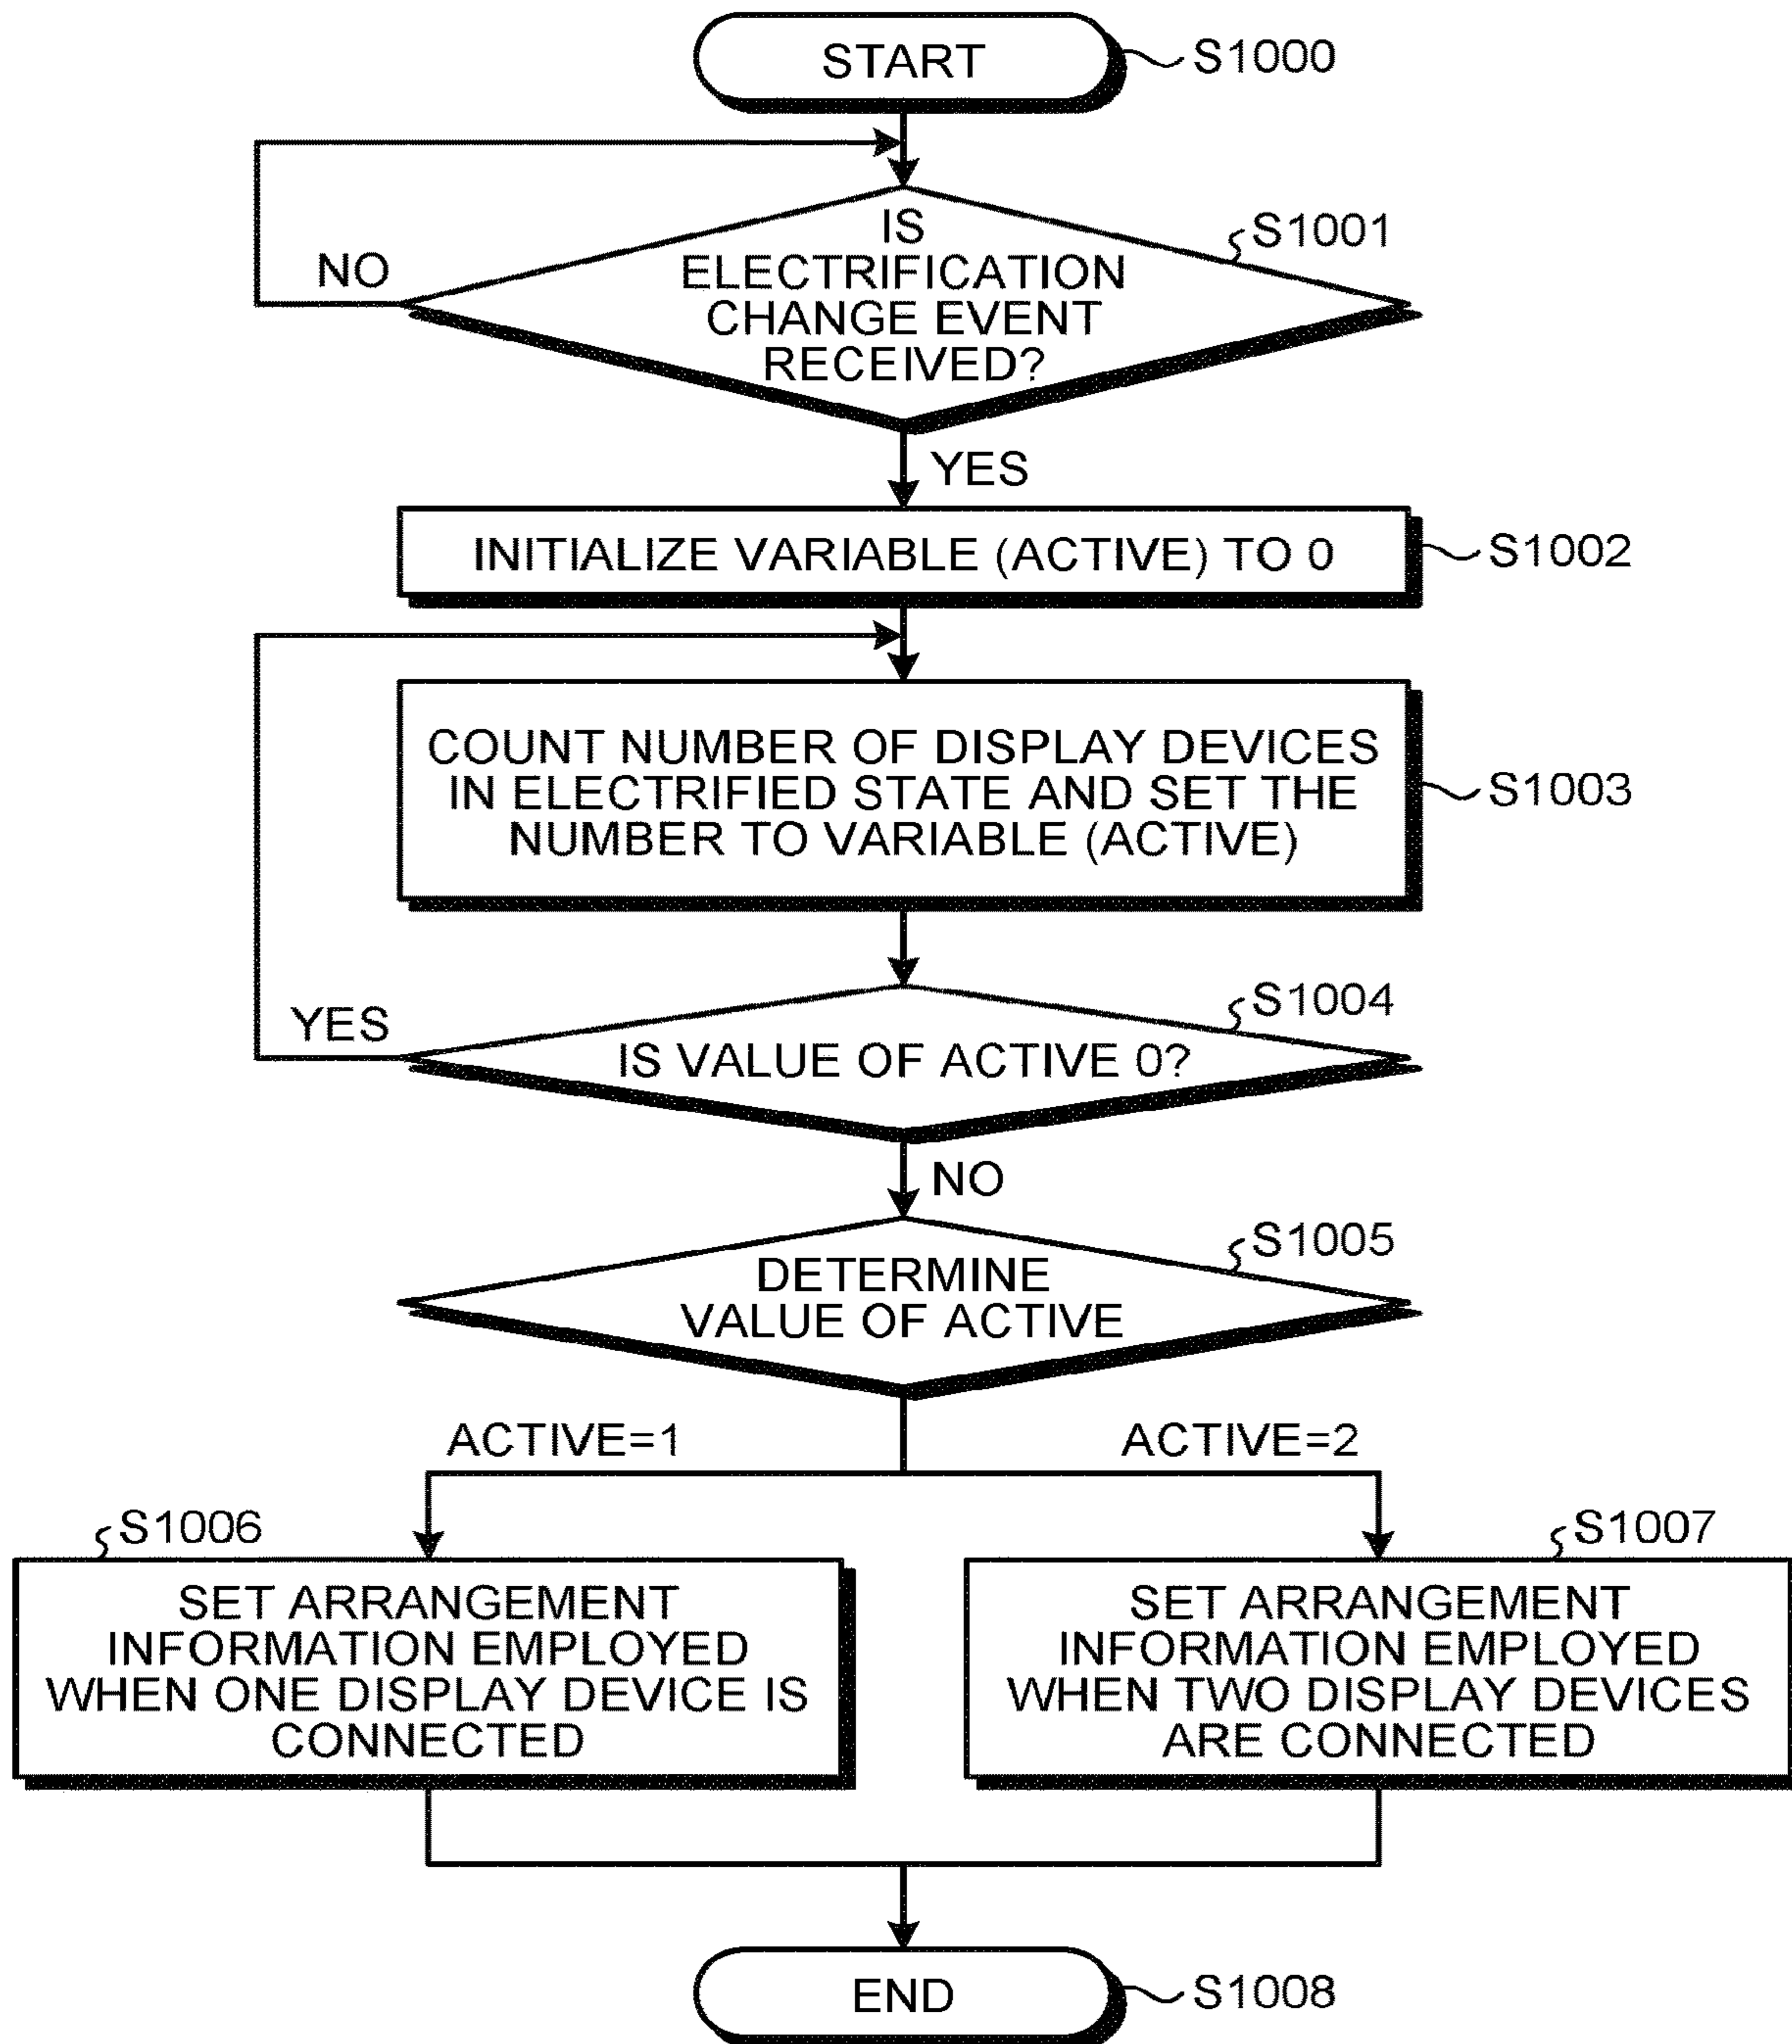 START
S1000
NO
IS
ELECTRIFICATION
CHANGE EVENT
RECEIVED?
S1001
YES
INITIALIZE VARIABLE (ACTIVE) TO 0
S1002
COUNT NUMBER OF DISPLAY DEVICES
IN ELECTRIFIED STATE AND SET THE
NUMBER TO VARIABLE (ACTIVE)
S1003
YES
IS VALUE OF ACTIVE 0?
S1004
NO
DETERMINE
VALUE OF ACTIVE
S1005
ACTIVE=1
ACTIVE=2
S1006
SET ARRANGEMENT
INFORMATION EMPLOYED
WHEN ONE DISPLAY DEVICE IS
CONNECTED
S1007
SET ARRANGEMENT
INFORMATION EMPLOYED
WHEN TWO DISPLAY DEVICES
ARE CONNECTED
END
S1008